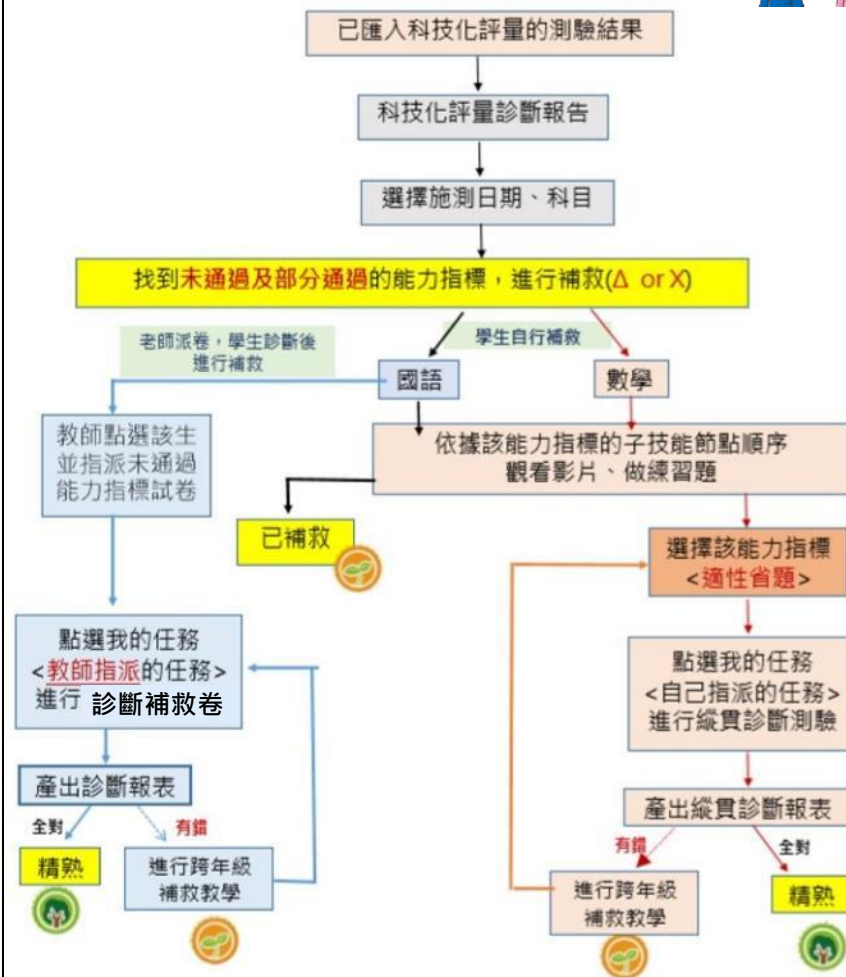 已匯入科技化評量的測驗結果
科技化評量診斷報告
選擇施測日期、科目
找到未通過及部分通過的能力指標，進行補救(Δ or X)
老師派卷，學生診斷後
進行補救
學生自行補救
國語
數學
教師點選該生
並指派未通過
能力指標試卷
依據該能力指標的子技能節點順序
觀看影片、做練習題
已補救
選擇該能力指標
<適性省題>
點選我的任務
<教師指派的任務>
進行 診斷補救卷
點選我的任務
<自己指派的任務>
進行縱貫診斷測驗
產出診斷報表
產出縱貫診斷報表
全對
有錯
有錯
全對
精熟
進行跨年級
補救教學
進行跨年級
補救教學
精熟